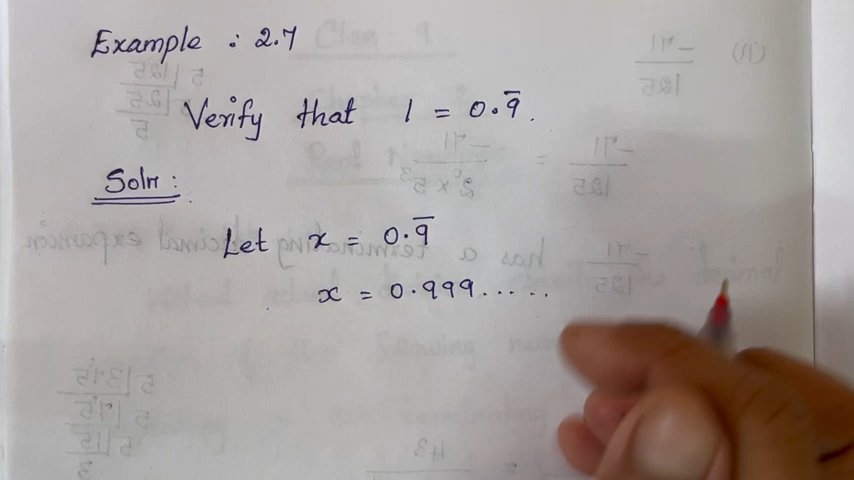 Example : 2.7
Verify that 1 = 0.9̅.
Soln :
Let x = 0.9̅
x = 0.999.....